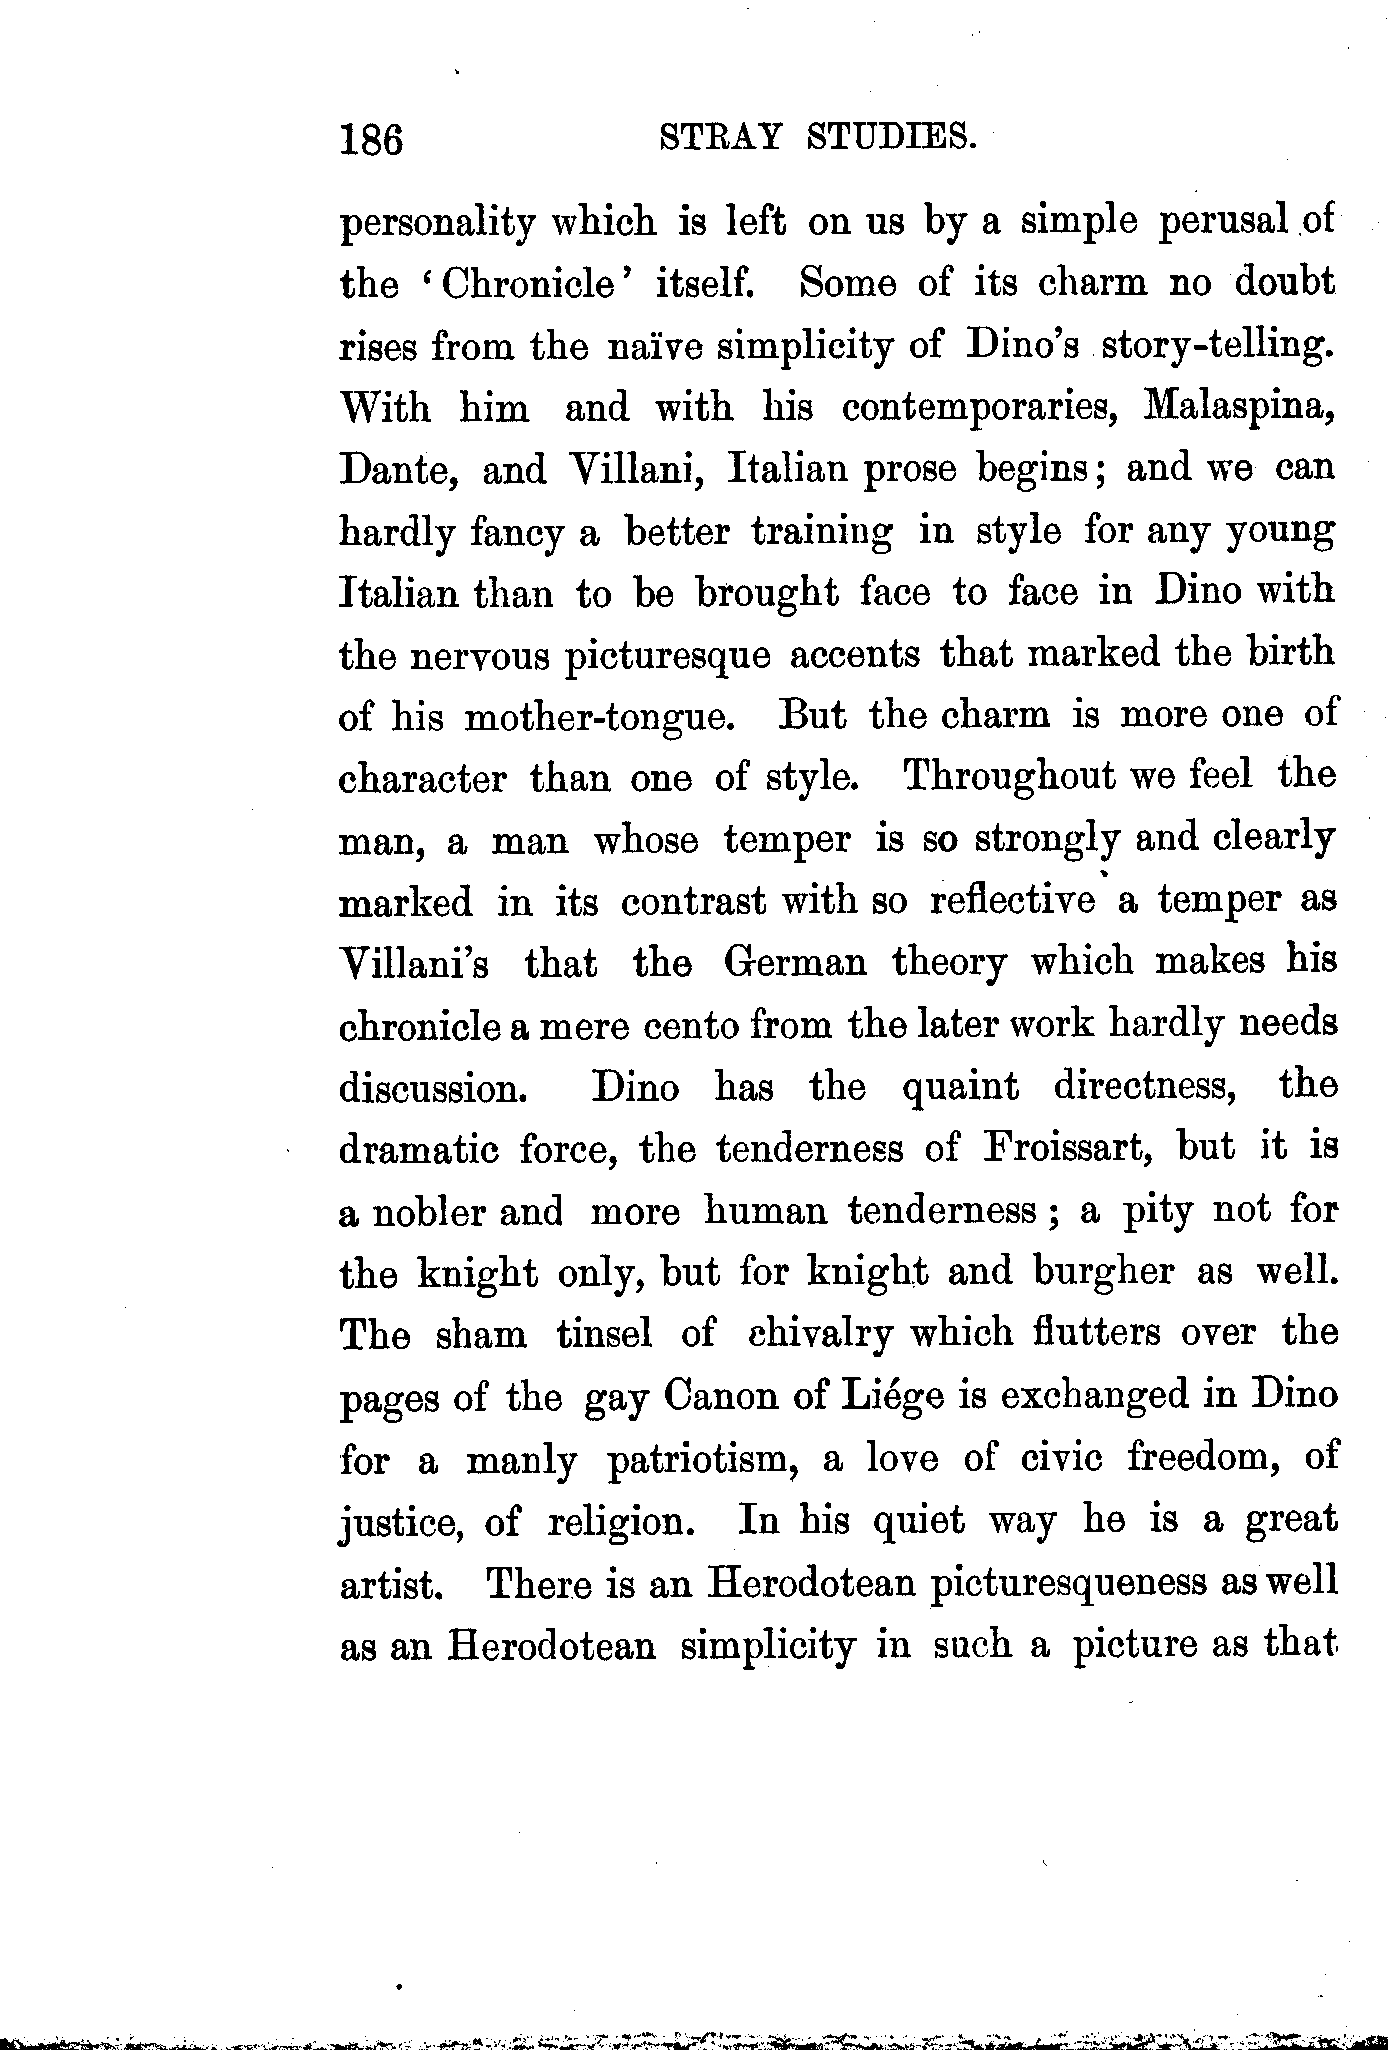 186 STRAY STUDIES.
personality which is left on us by a simple perusal of
the ‘Chronicle’ itself. Some of its charm no doubt
rises from the naïve simplicity of Dino’s story-telling.
With him and with his contemporaries, Malaspina,
Dante, and Villani, Italian prose begins; and we can
hardly fancy a better training in style for any young
Italian than to be brought face to face in Dino with
the nervous picturesque accents that marked the birth
of his mother-tongue. But the charm is more one of
character than one of style. Throughout we feel the
man, a man whose temper is so strongly and clearly
marked in its contrast with so reflective a temper as
Villani’s that the German theory which makes his
chronicle a mere cento from the later work hardly needs
discussion. Dino has the quaint directness, the
dramatic force, the tenderness of Froissart, but it is
a nobler and more human tenderness; a pity not for
the knight only, but for knight and burgher as well.
The sham tinsel of chivalry which flutters over the
pages of the gay Canon of Liége is exchanged in Dino
for a manly patriotism, a love of civic freedom, of
justice, of religion. In his quiet way he is a great
artist. There is an Herodotean picturesqueness as well
as an Herodotean simplicity in such a picture as that